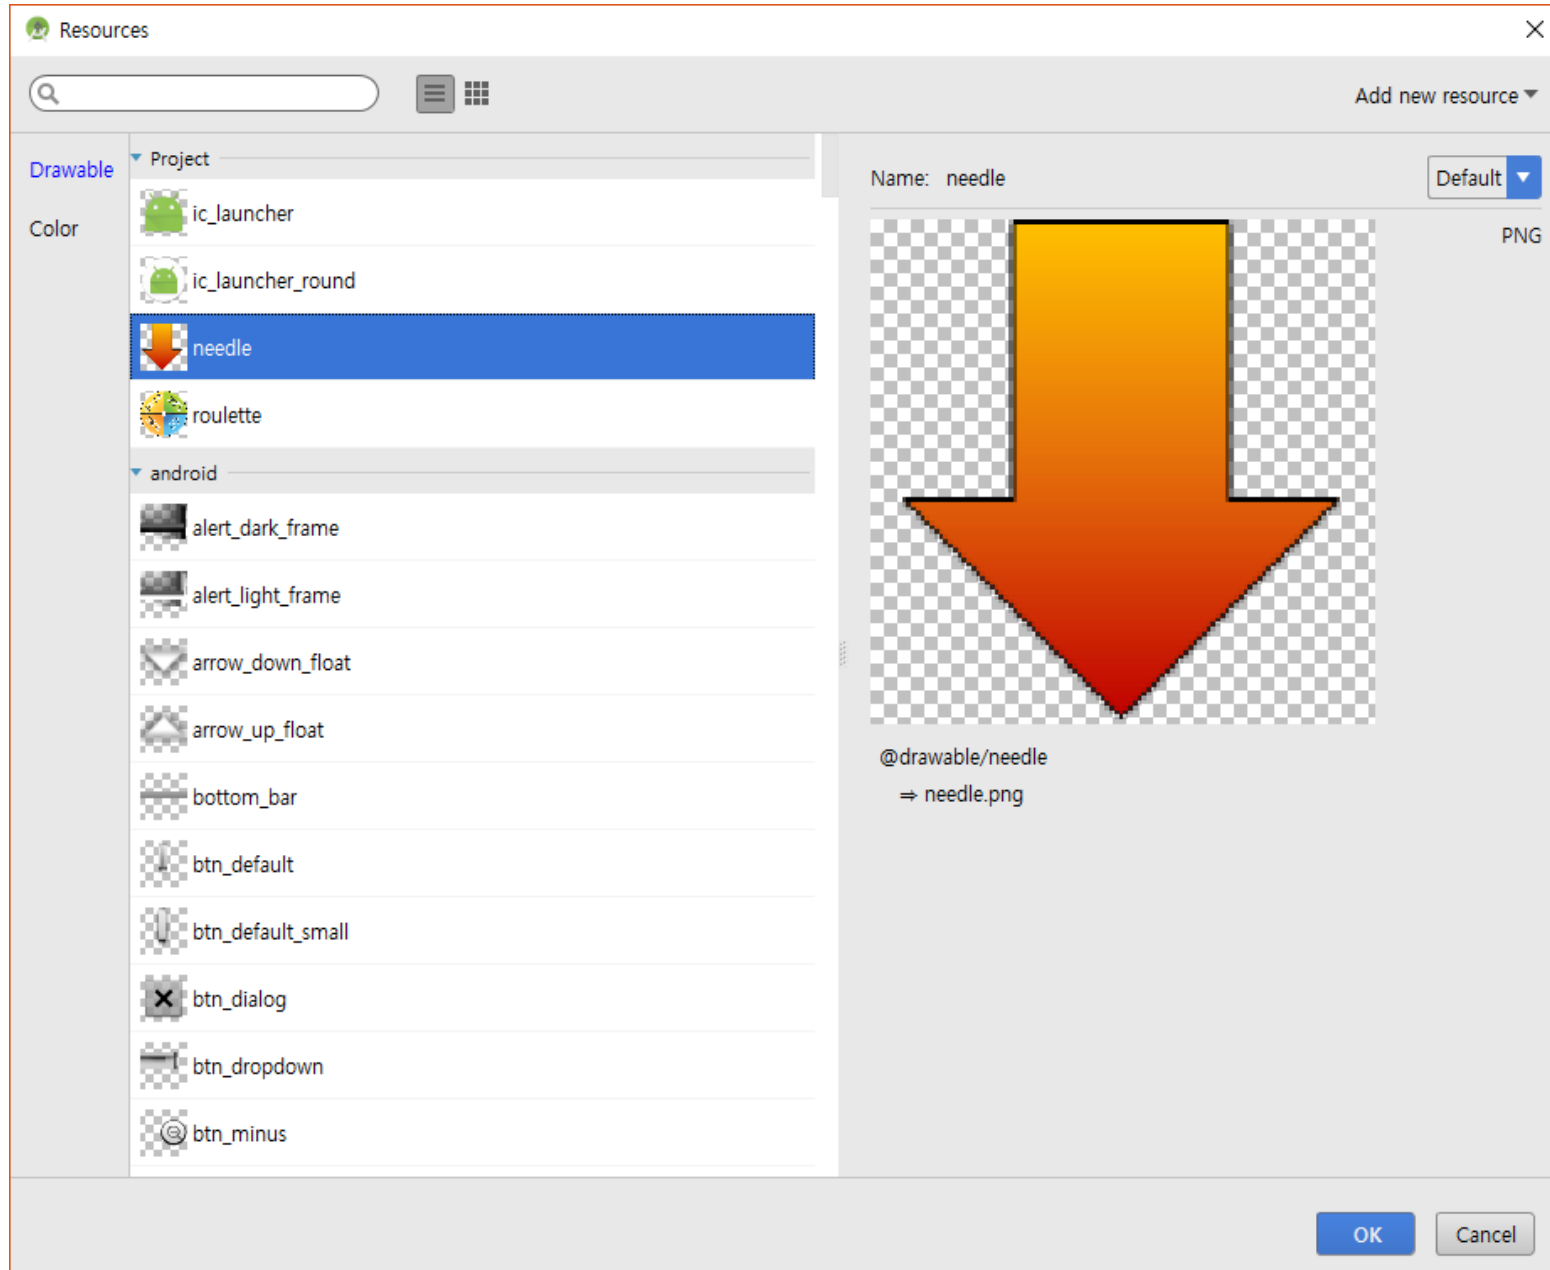 Resources
Add new resource
Drawable
Color
Project
ic_launcher
ic_launcher_round
needle
roulette
android
alert_dark_frame
alert_light_frame
arrow_down_float
arrow_up_float
bottom_bar
btn_default
btn_default_small
btn_dialog
btn_dropdown
btn_minus
Name: needle
Default
PNG
@drawable/needle
⇒ needle.png
OK
Cancel